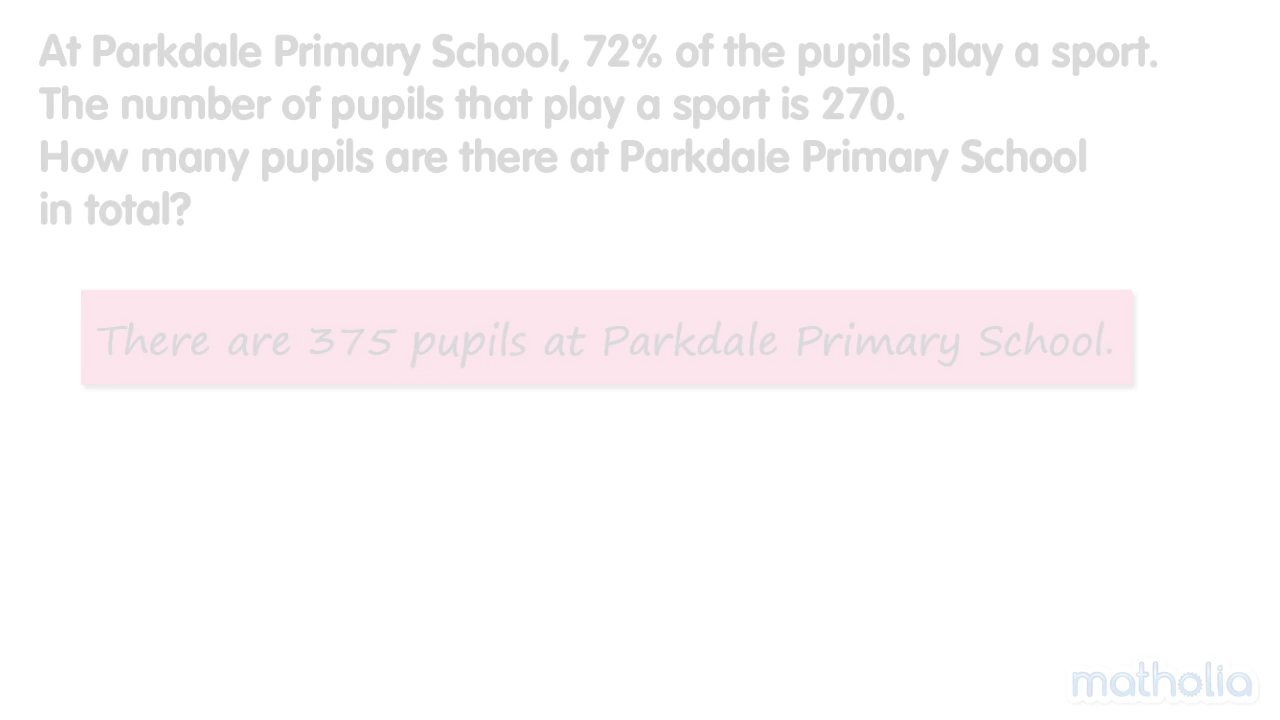 At Parkdale Primary School, 72% of the pupils play a sport.
The number of pupils that play a sport is 270.
How many pupils are there at Parkdale Primary School
in total?
There are 375 pupils at Parkdale Primary School.
matholia